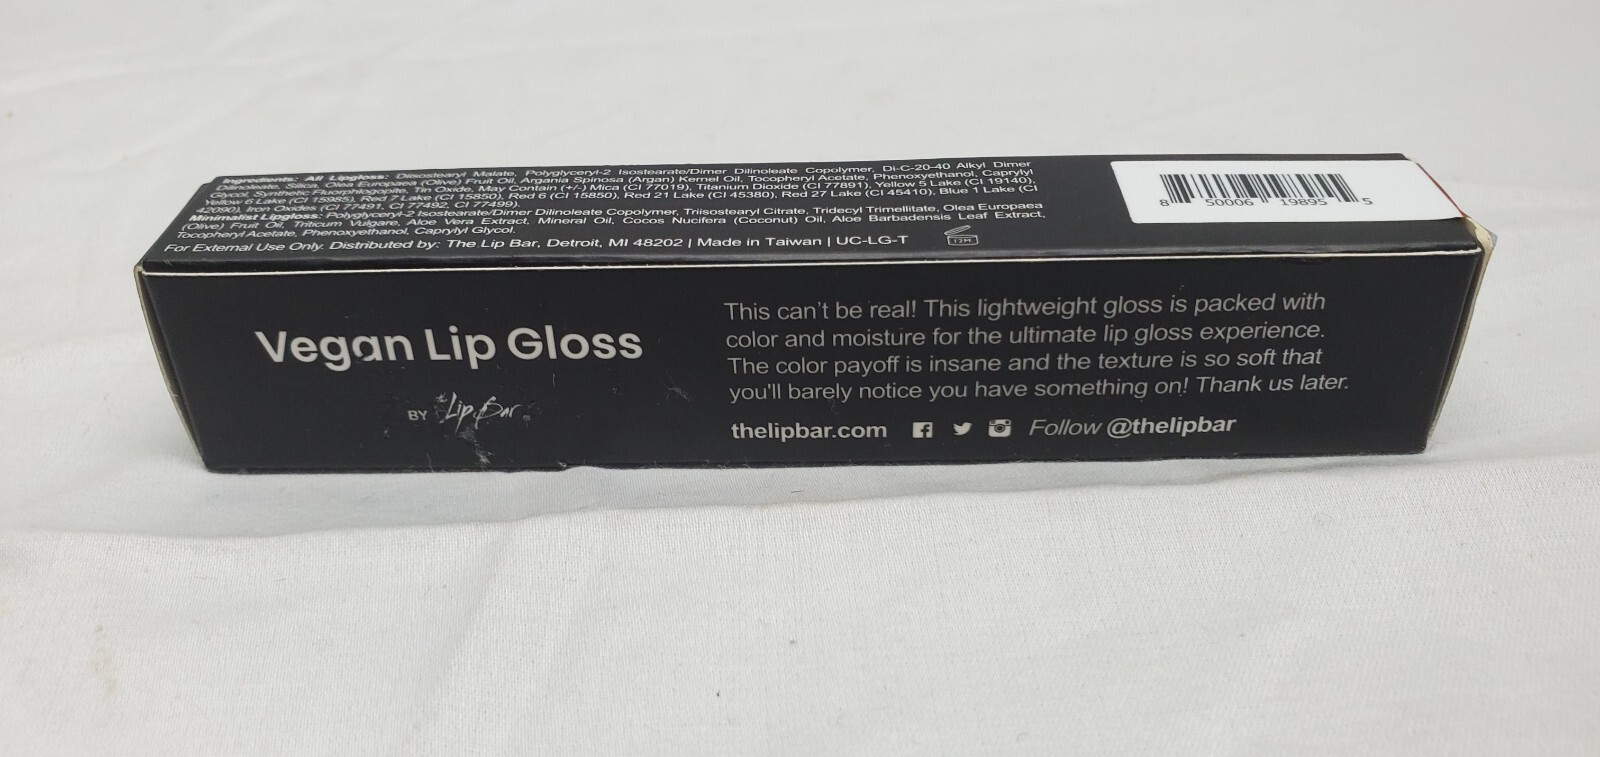 Ingredients: All Lipgloss: Diisostearyl Malate, Polyglyceryl-2 Isostearate/Dimer Dilinoleate Copolymer, Di-C-20-40 Alkyl Dimer
Dilinoleate, Silica, Olea Europaea (Olive) Fruit Oil, Argania Spinosa (Argan) Kernel Oil, Tocopheryl Acetate, Phenoxyethanol, Caprylyl
Glycol, Synthetic Fluorphlogopite, Tin Oxide, May Contain (+/-) Mica (CI 77019), Titanium Dioxide (CI 77891), Yellow 5 Lake (CI 19140),
Yellow 6 Lake (CI 15985), Red 7 Lake (CI 15850), Red 6 (CI 15850), Red 21 Lake (CI 45380), Red 27 Lake (CI 45410), Blue 1 Lake (CI
42090), Iron Oxides (CI 77491, CI 77492, CI 77499).
Minimalist Lipgloss: Polyglyceryl-2 Isostearate/Dimer Dilinoleate Copolymer, Triisostearyl Citrate, Tridecyl Trimellitate, Olea Europaea
(Olive) Fruit Oil, Triticum Vulgare, Aloe Vera Extract, Mineral Oil, Cocos Nucifera (Coconut) Oil, Aloe Barbadensis Leaf Extract,
Tocopheryl Acetate, Phenoxyethanol, Caprylyl Glycol.
For External Use Only. Distributed by: The Lip Bar, Detroit, MI 48202 | Made in Taiwan | UC-LG-T
12M
8 50006 19895 5
Vegan Lip Gloss
BY Lip Bar
This can't be real! This lightweight gloss is packed with
color and moisture for the ultimate lip gloss experience.
The color payoff is insane and the texture is so soft that
you'll barely notice you have something on! Thank us later.
thelipbar.com Follow @thelipbar